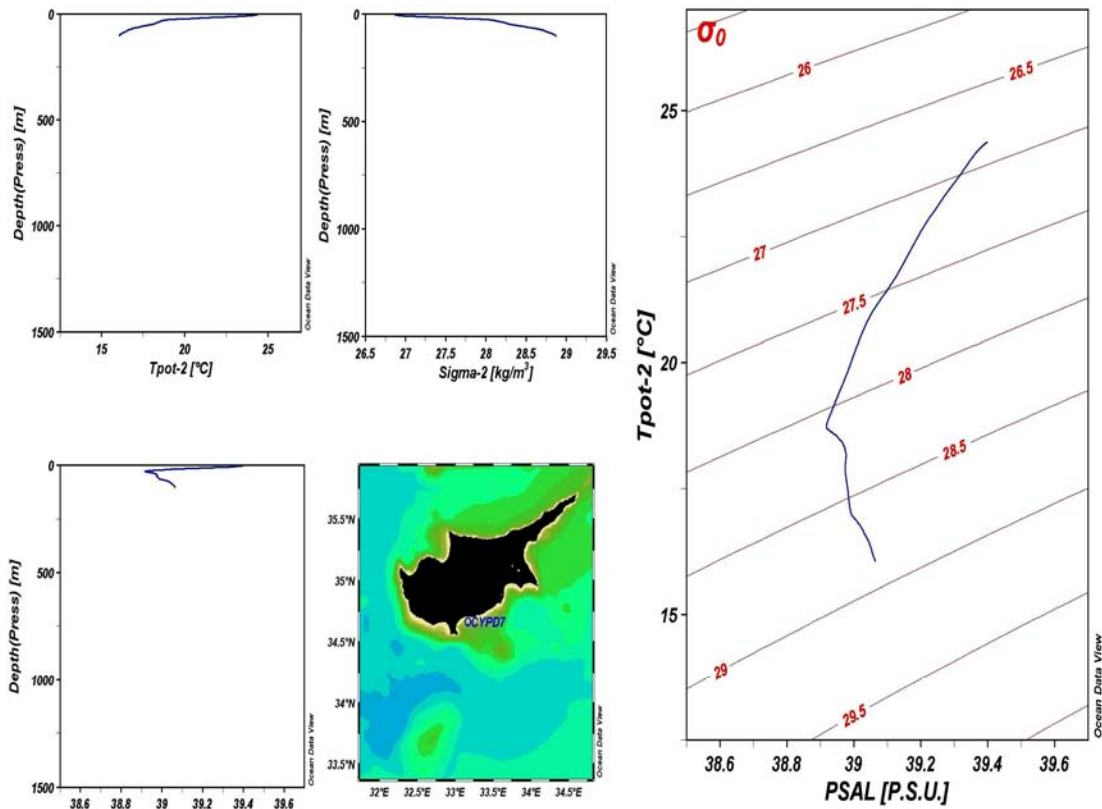 0
500
1000
1500
Depth(Press) [m]
15
20
25
Tpot-2 [°C]
Ocean Data View
0
500
1000
1500
Depth(Press) [m]
26.5
27
27.5
28
28.5
29
29.5
Sigma-2 [kg/m³]
Ocean Data View
σ₀
25
20
15
Tpot-2 [°C]
26
26.5
27
27.5
28
28.5
29
29.5
38.6
38.8
39
39.2
39.4
39.6
PSAL [P.S.U.]
Ocean Data View
0
500
1000
1500
Depth(Press) [m]
38.6
38.8
39
39.2
39.4
39.6
Ocean Data View
35.5°N
35°N
34.5°N
34°N
33.5°N
OCYPD7
32°E
32.5°E
33°E
33.5°E
34°E
34.5°E
Ocean Data View